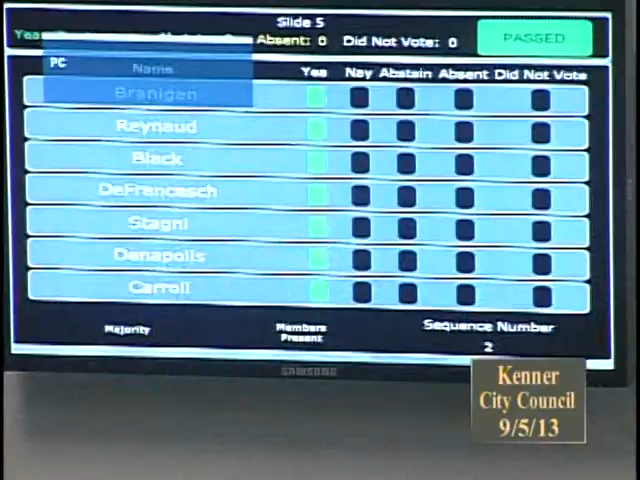 Slide 5
Yea: Absent: 0 Did Not Vote: 0 PASSED
PC
Name Yea Nay Abstain Absent Did Not Vote
Branigan
Reynaud
Black
DeFrancesch
Stagni
Denapolis
Carroll
Majority Members Present Sequence Number
2
SAMSUNG
Kenner
City Council
9/5/13